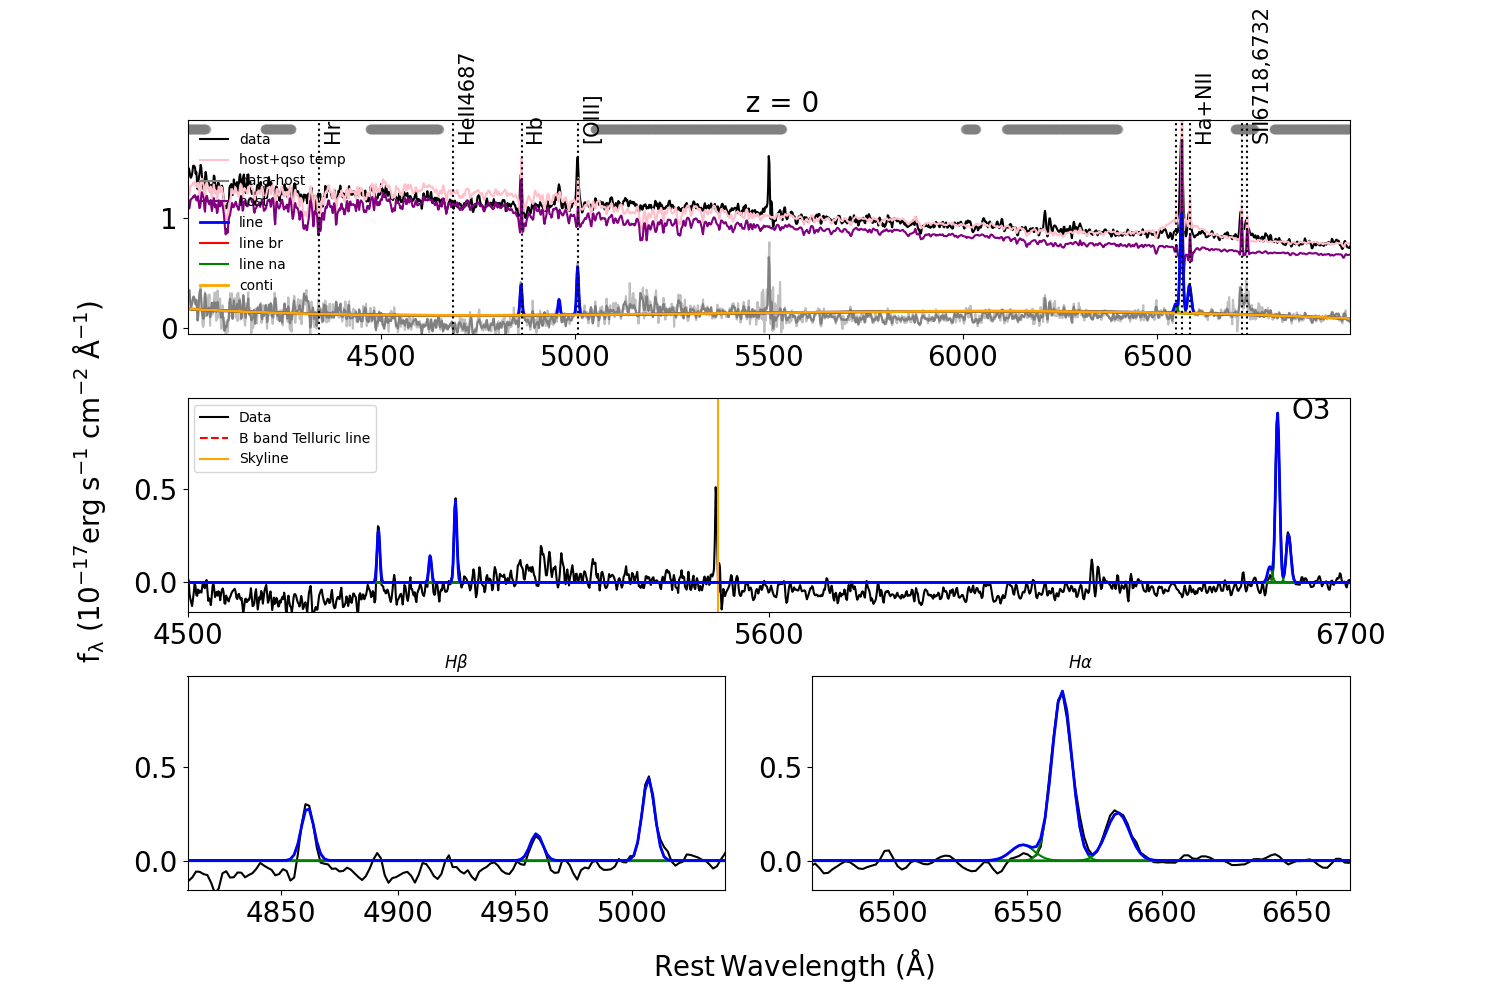 z = 0
Hr
HeII4687
Hb
[OIII]
Ha+NII
SII6718,6732
data
host+qso temp
data-host
host
line
line br
line na
conti
1
0
4500 5000 5500 6000 6500
Data
B band Telluric line
Skyline
O3
0.5
0.0
4500 5600 6700
fλ (10−17erg s−1 cm−2 Å−1)
Hβ
0.5
0.0
4850 4900 4950 5000
Hα
0.5
0.0
6500 6550 6600 6650
Rest Wavelength (Å)